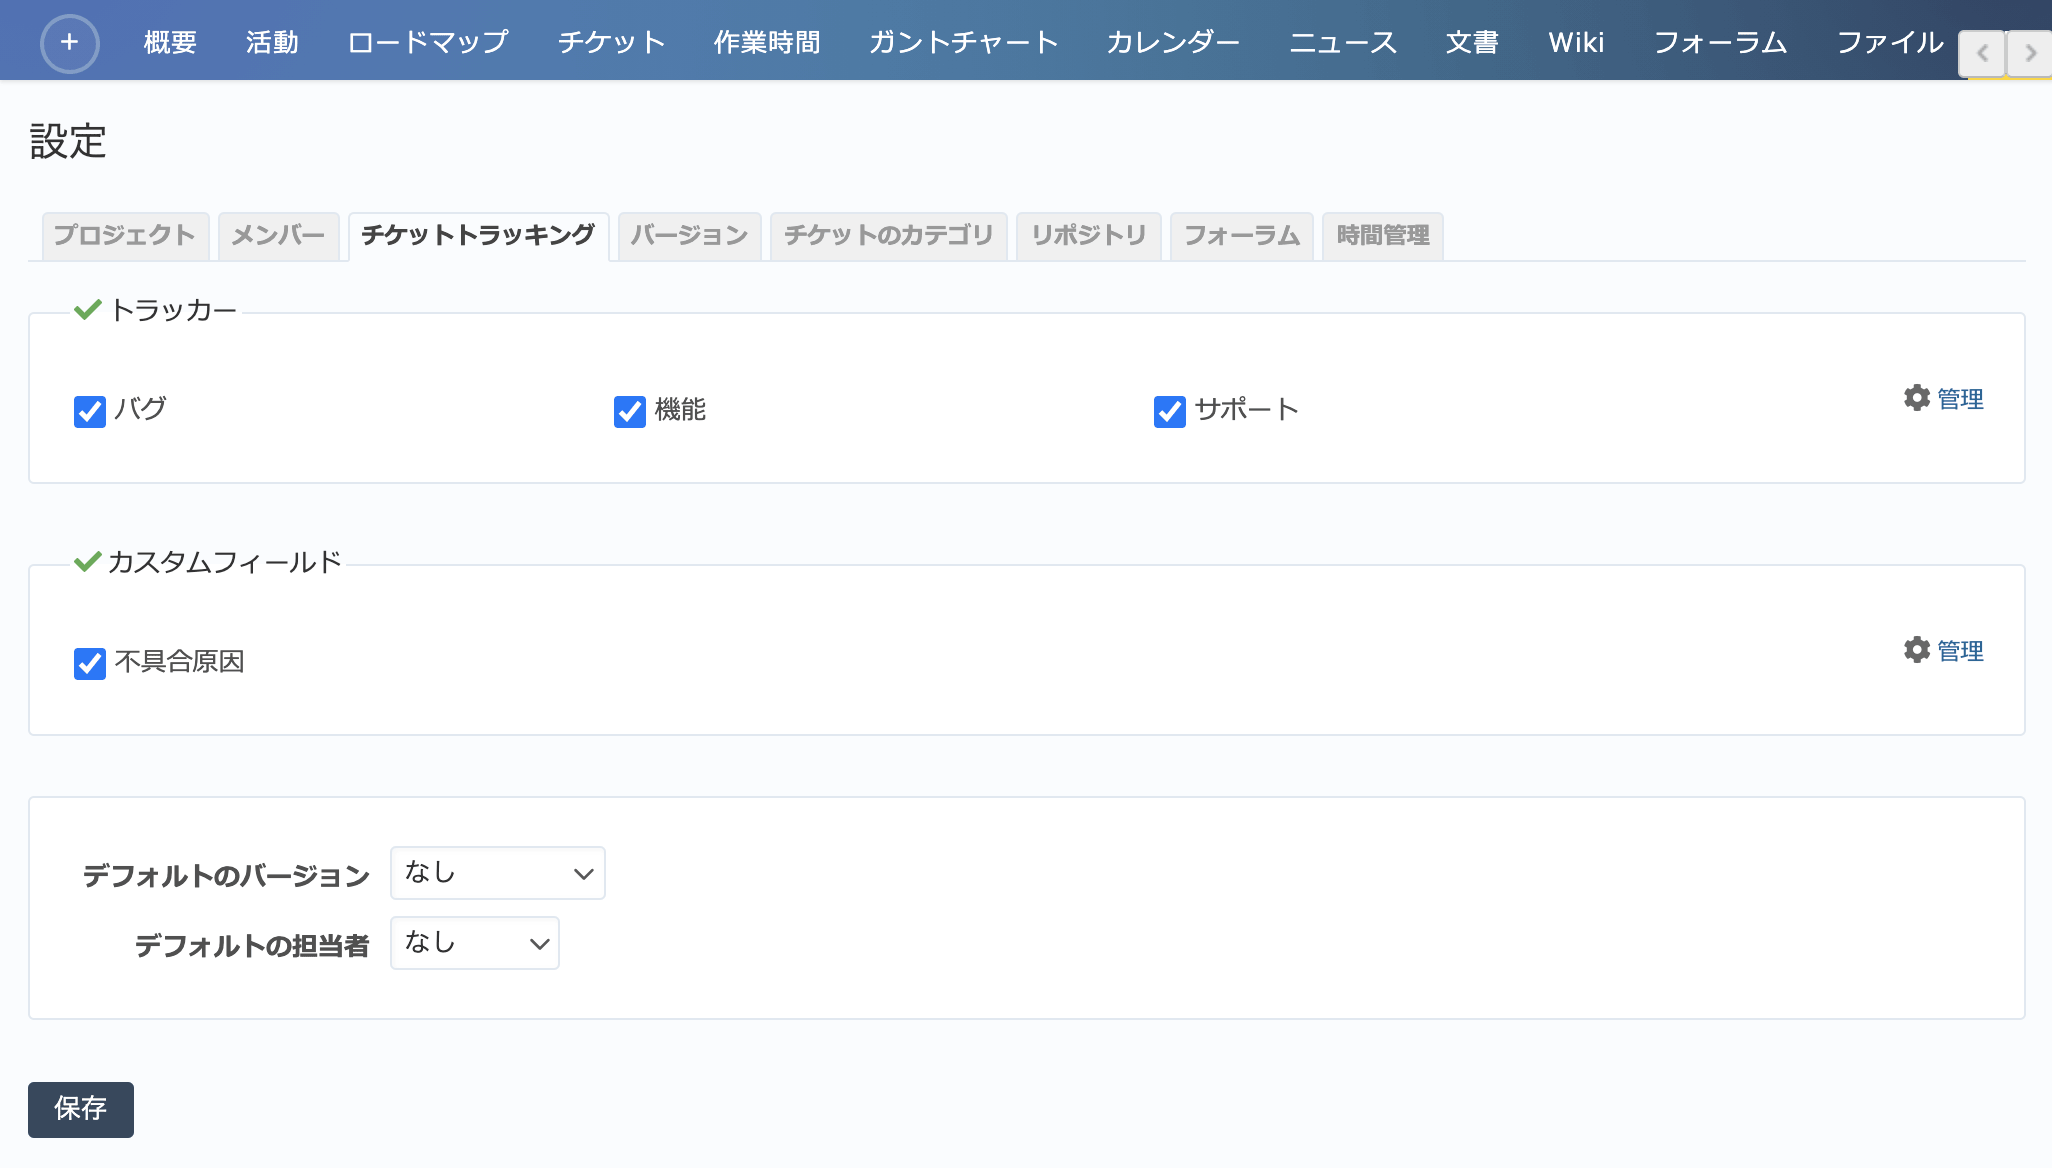 + 概要 活動 ロードマップ チケット 作業時間 ガントチャート カレンダー ニュース 文書 Wiki フォーラム ファイル
設定
プロジェクト メンバー チケットトラッキング バージョン チケットのカテゴリ リポジトリ フォーラム 時間管理
トラッカー
バグ 機能 サポート 管理
カスタムフィールド
不具合原因 管理
デフォルトのバージョン なし
デフォルトの担当者 なし
保存